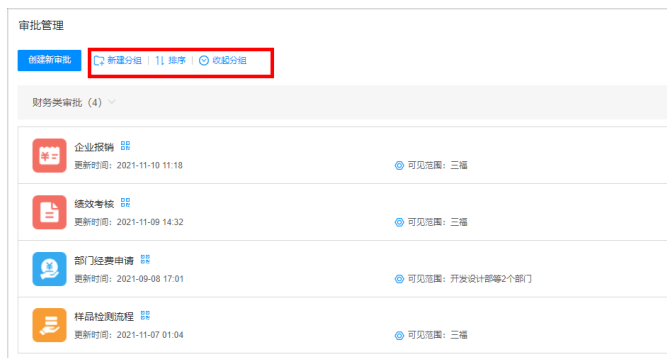 审批管理
创建新审批 新建分组 | 排序 | 收起分组
财务类审批（4）
企业报销
更新时间：2021-11-10 11:18 可见范围：三福
绩效考核
更新时间：2021-11-09 14:32 可见范围：三福
部门经费申请
更新时间：2021-09-08 17:01 可见范围：开发设计部等2个部门
样品检测流程
更新时间：2021-11-07 01:04 可见范围：三福